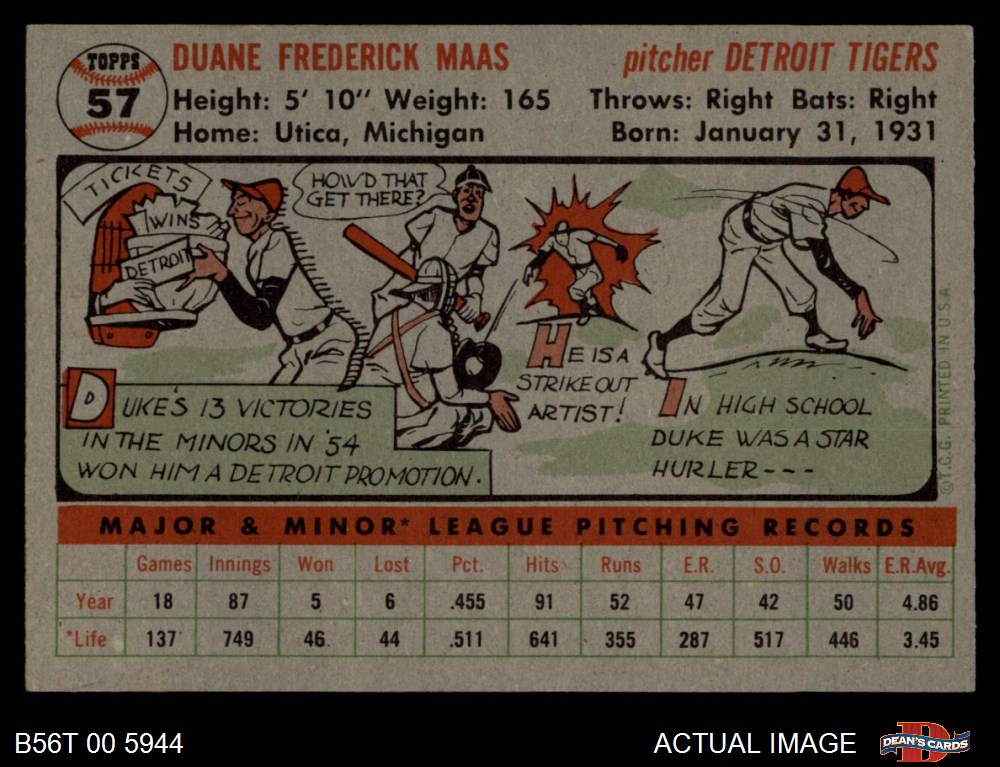 TOPPS
57
DUANE FREDERICK MAAS
pitcher DETROIT TIGERS
Height: 5' 10" Weight: 165
Throws: Right Bats: Right
Home: Utica, Michigan
Born: January 31, 1931
TICKETS
WINS
DETROIT
HOW'D THAT
GET THERE?
DUKE'S 13 VICTORIES
IN THE MINORS IN '54
WON HIM A DETROIT PROMOTION.
HE IS A
STRIKEOUT
ARTIST!
IN HIGH SCHOOL
DUKE WAS A STAR
HURLER---
©T.C.G. PRINTED IN U.S.A.
MAJOR & MINOR* LEAGUE PITCHING RECORDS
Games Innings Won Lost Pct. Hits Runs E.R. S.O. Walks E.R.Avg.
Year 18 87 5 6 .455 91 52 47 42 50 4.86
*Life 137 749 46 44 .511 641 355 287 517 446 3.45
B56T 00 5944
ACTUAL IMAGE
D
DEAN'S CARDS